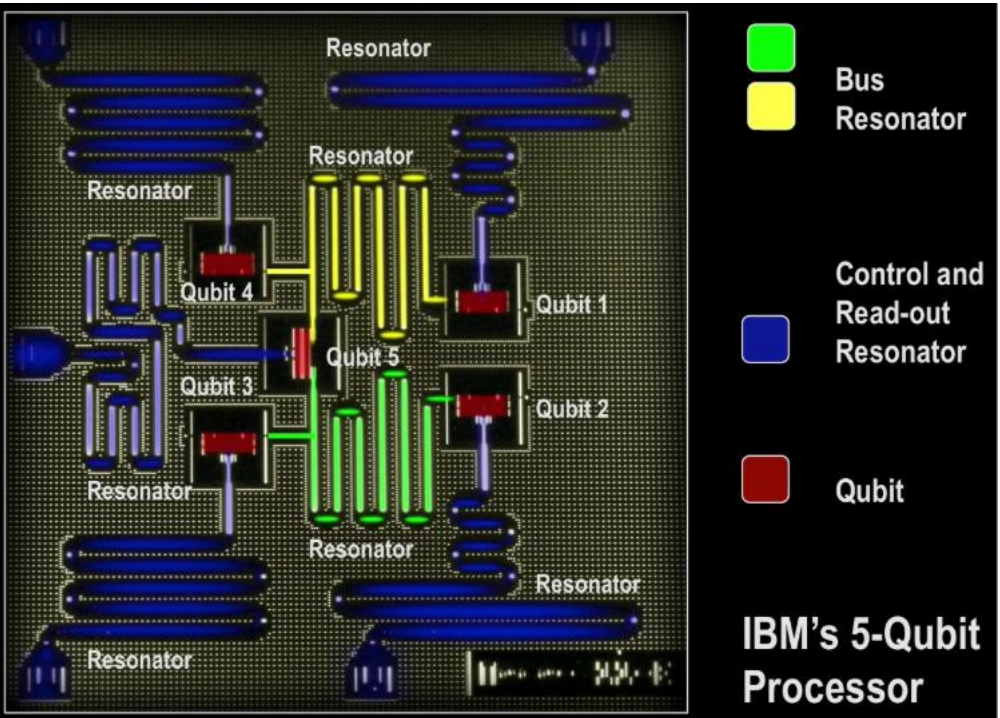 Resonator
Resonator
Resonator
Qubit 4
Qubit 1
Qubit 5
Qubit 3
Qubit 2
Resonator
Resonator
Resonator
Resonator
Bus
Resonator
Control and
Read-out
Resonator
Qubit
IBM's 5-Qubit
Processor